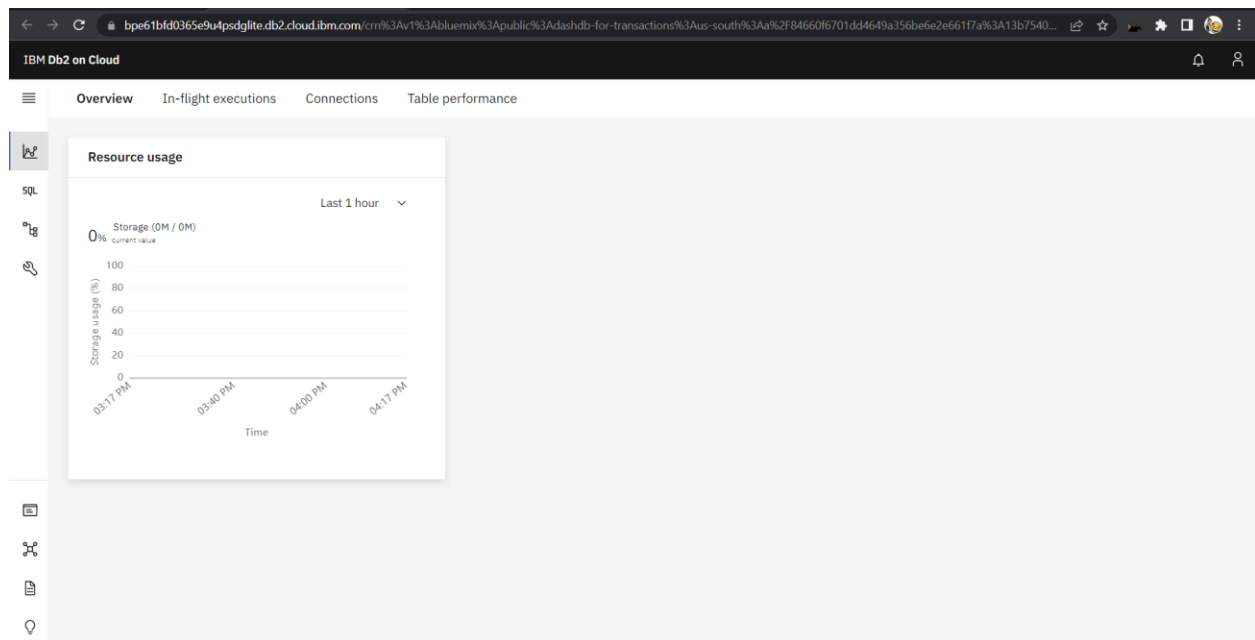 bpe61bfd0365e9u4psdglite.db2.cloud.ibm.com/crn%3Av1%3Abluemix%3Apublic%3Adashdb-for-transactions%3Aus-south%3Aa%2F84660f6701dd4649a356be6e2e661f7a%3A13b7540...
IBM Db2 on Cloud
Overview In-flight executions Connections Table performance
Resource usage
SQL
Last 1 hour
0% Storage (0M / 0M)
current value
Storage usage (%)
100
80
60
40
20
0
03:17 PM 03:40 PM 04:00 PM 04:17 PM
Time